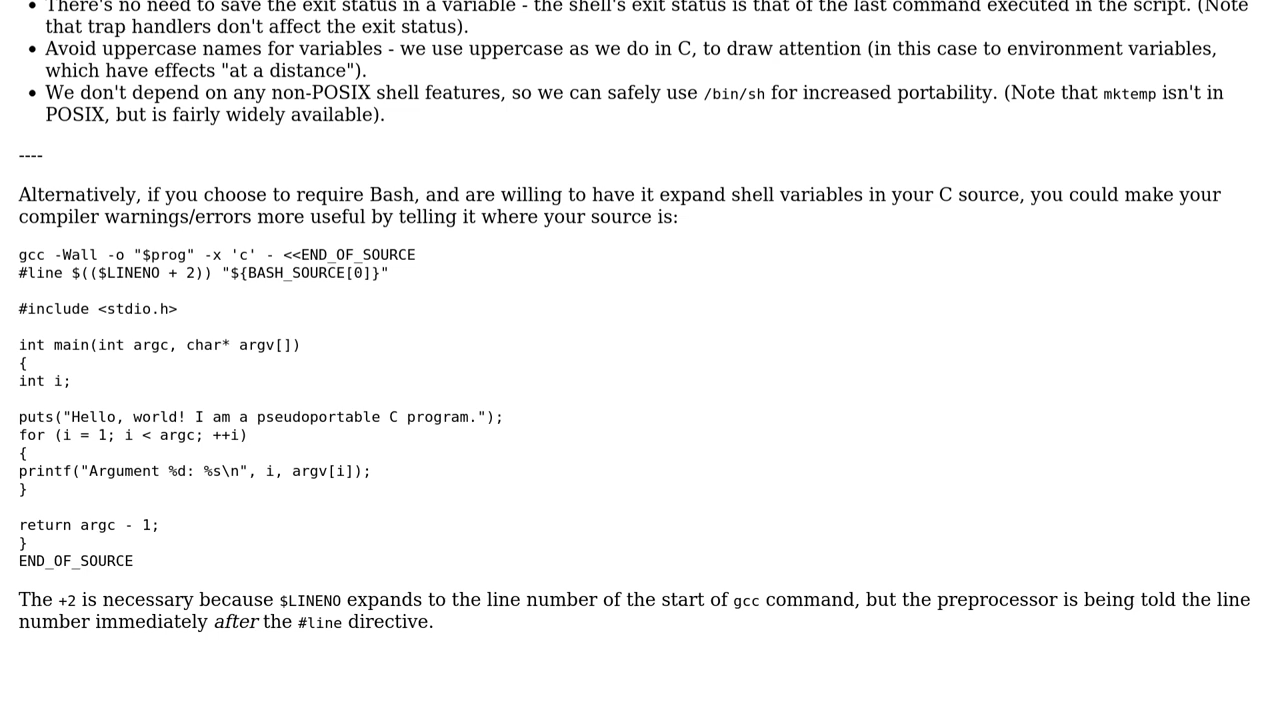 • There's no need to save the exit status in a variable - the shell's exit status is that of the last command executed in the script. (Note
that trap handlers don't affect the exit status).
• Avoid uppercase names for variables - we use uppercase as we do in C, to draw attention (in this case to environment variables,
which have effects "at a distance").
• We don't depend on any non-POSIX shell features, so we can safely use /bin/sh for increased portability. (Note that mktemp isn't in
POSIX, but is fairly widely available).
----
Alternatively, if you choose to require Bash, and are willing to have it expand shell variables in your C source, you could make your
compiler warnings/errors more useful by telling it where your source is:
gcc -Wall -o "$prog" -x 'c' - <<END_OF_SOURCE
#line $(($LINENO + 2)) "${BASH_SOURCE[0]}"
#include <stdio.h>
int main(int argc, char* argv[])
{
int i;
puts("Hello, world! I am a pseudoportable C program.");
for (i = 1; i < argc; ++i)
{
printf("Argument %d: %s\n", i, argv[i]);
}
return argc - 1;
}
END_OF_SOURCE
The +2 is necessary because $LINENO expands to the line number of the start of gcc command, but the preprocessor is being told the line
number immediately after the #line directive.